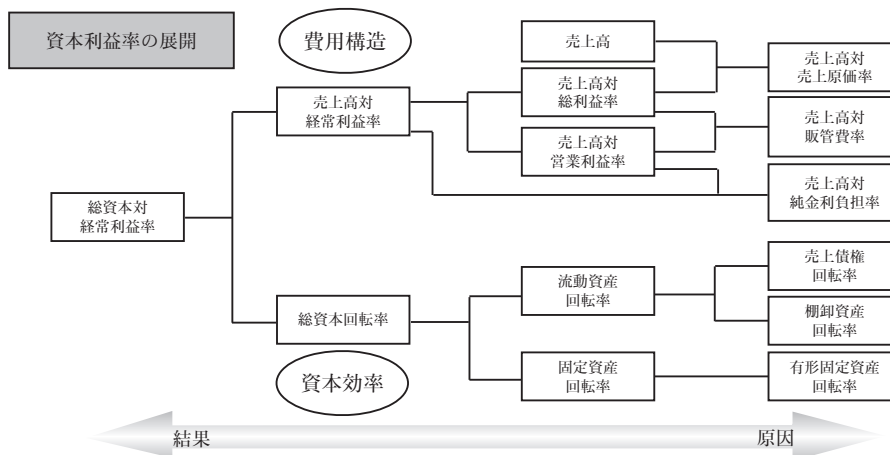 資本利益率の展開
費用構造
売上高
売上高対
売上原価率
売上高対
経常利益率
売上高対
総利益率
売上高対
販管費率
売上高対
営業利益率
売上高対
純金利負担率
総資本対
経常利益率
売上債権
回転率
流動資産
回転率
総資本回転率
棚卸資産
回転率
資本効率
固定資産
回転率
有形固定資産
回転率
結果
原因